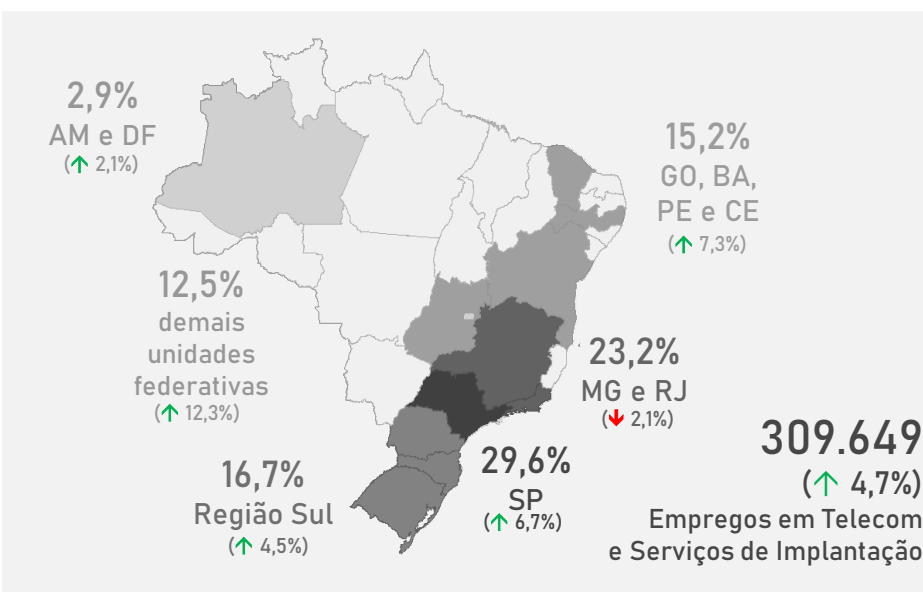 2,9%
AM e DF
(↑ 2,1%)
15,2%
GO, BA,
PE e CE
(↑ 7,3%)
12,5%
demais
unidades
federativas
(↑ 12,3%)
23,2%
MG e RJ
(↓ 2,1%)
16,7%
Região Sul
(↑ 4,5%)
29,6%
SP
(↑ 6,7%)
309.649
(↑ 4,7%)
Empregos em Telecom
e Serviços de Implantação